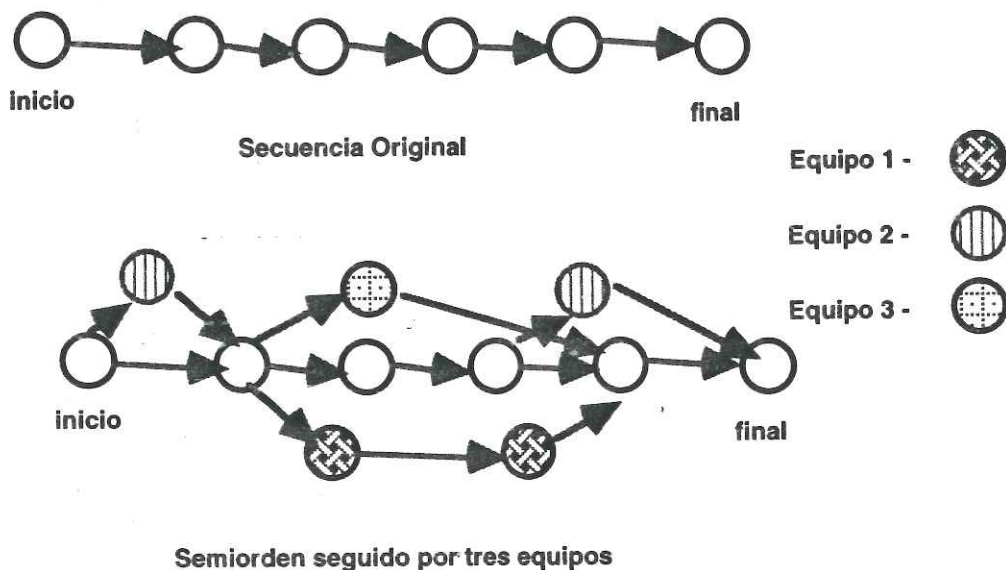 inicio
final
Secuencia Original
Equipo 1 -
Equipo 2 -
Equipo 3 -
inicio
final
Semiorden seguido por tres equipos